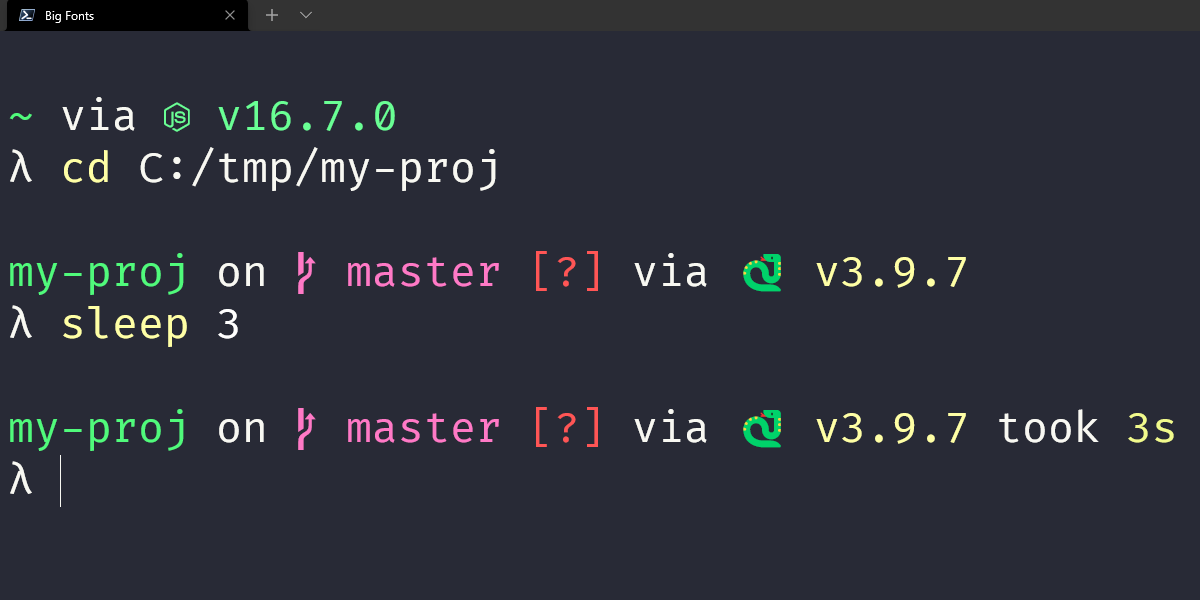 Big Fonts
~ via JS v16.7.0
λ cd C:/tmp/my-proj
my-proj on master [?] via 🐍 v3.9.7
λ sleep 3
my-proj on master [?] via 🐍 v3.9.7 took 3s
λ